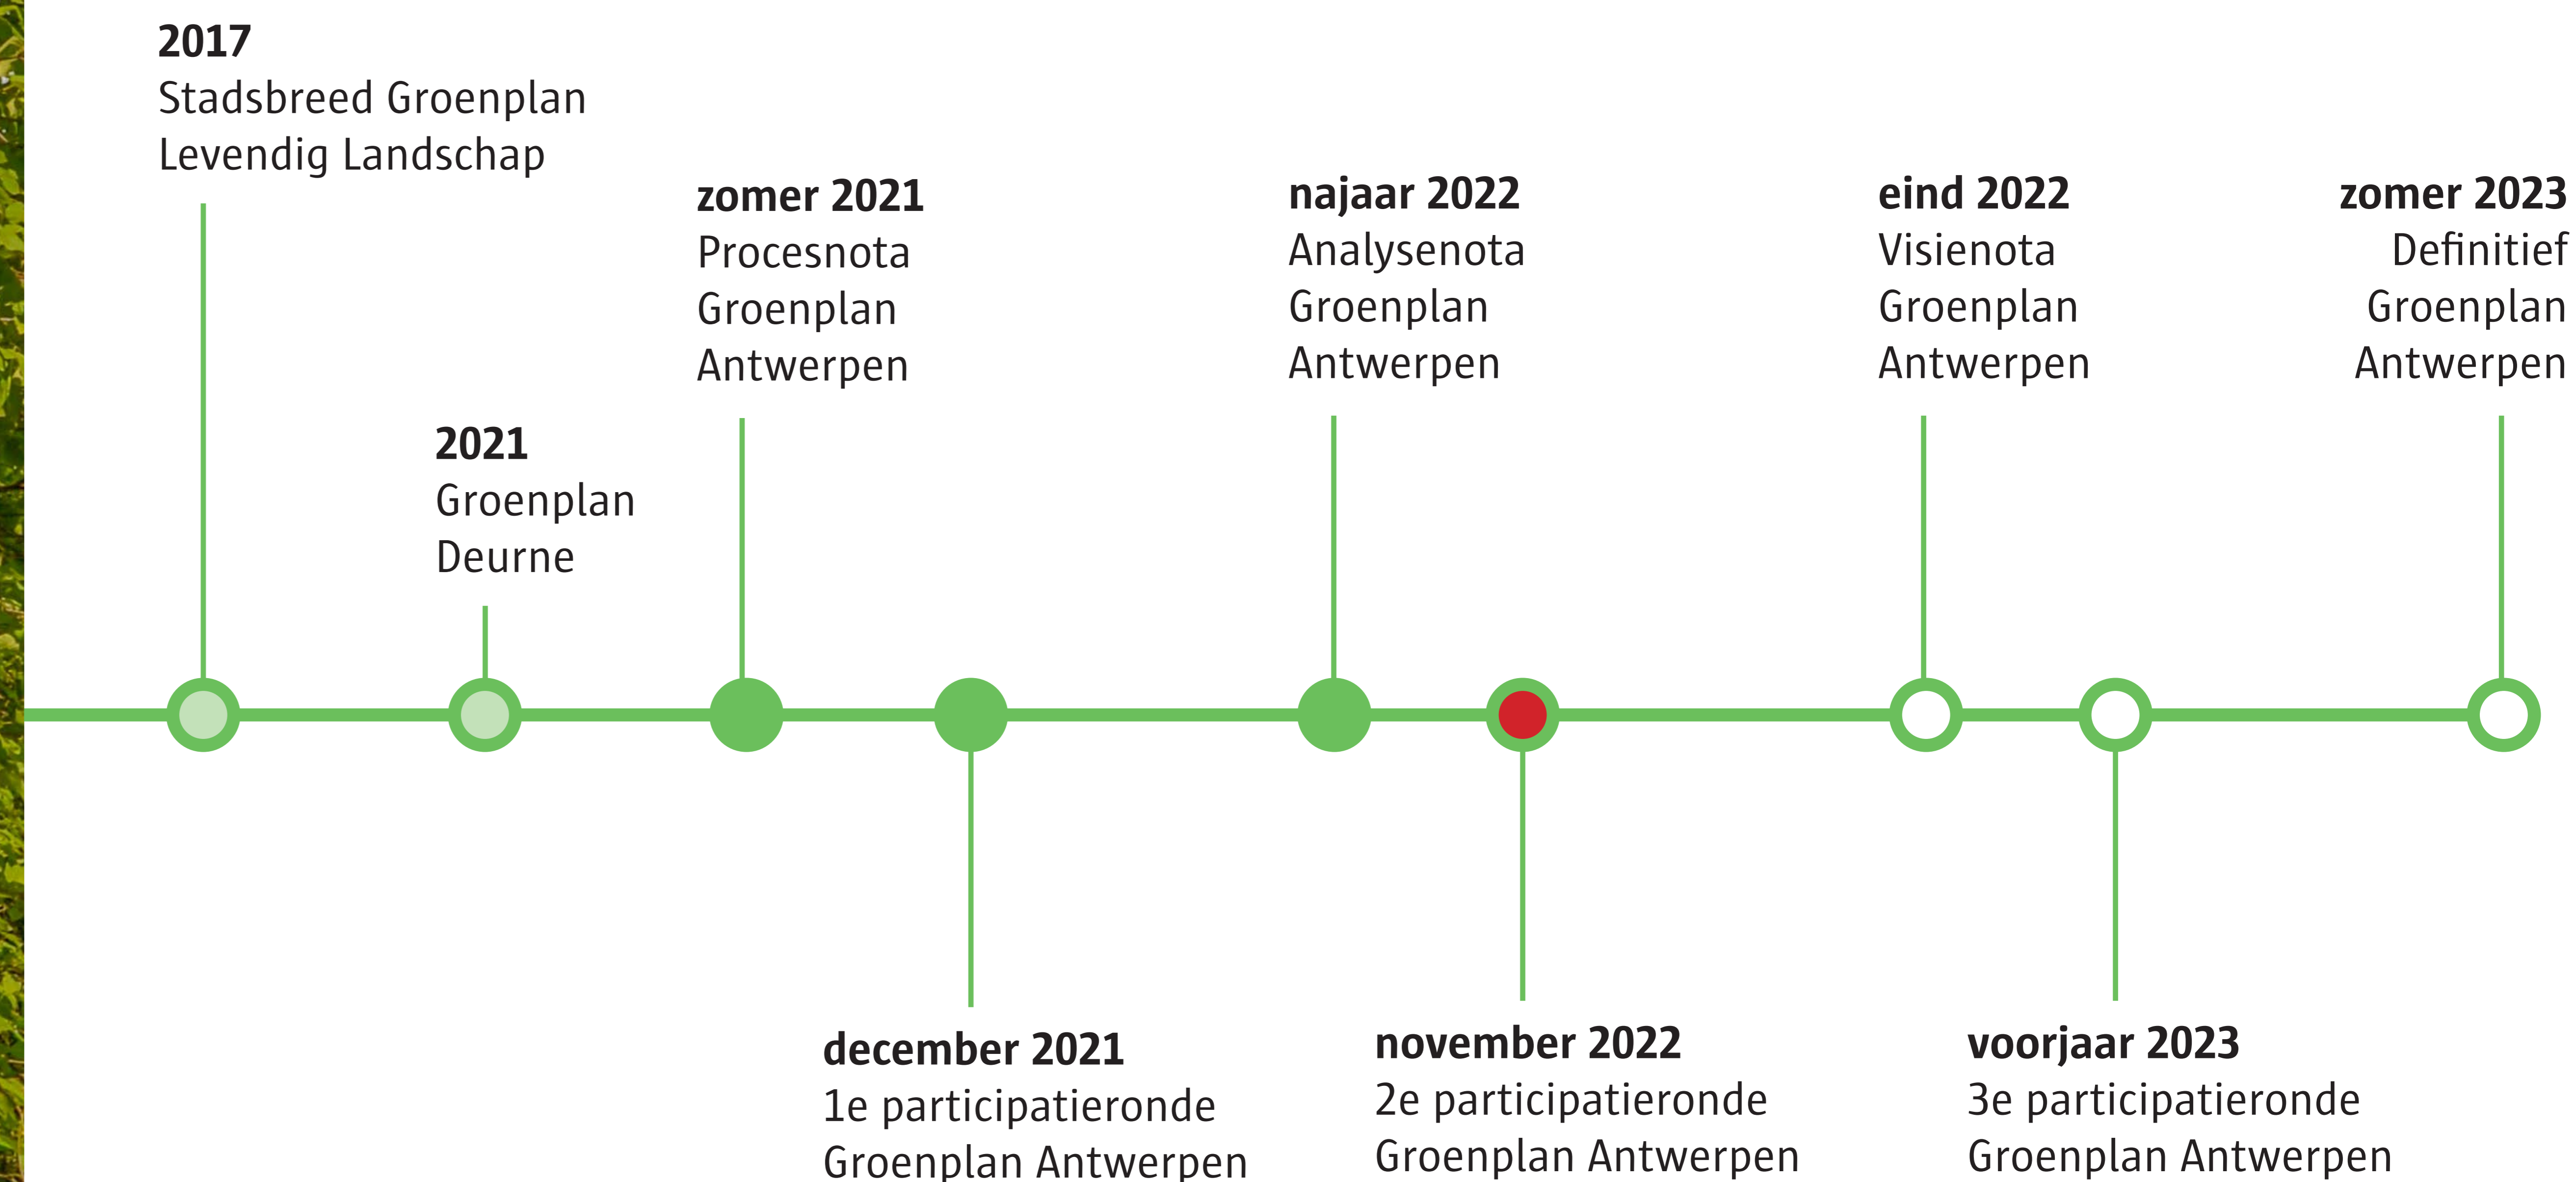 2017
Stadsbreed Groenplan
Levendig Landschap
2021
Groenplan
Deurne
zomer 2021
Procesnota
Groenplan
Antwerpen
december 2021
1e participatieronde
Groenplan Antwerpen
najaar 2022
Analysenota
Groenplan
Antwerpen
november 2022
2e participatieronde
Groenplan Antwerpen
eind 2022
Visienota
Groenplan
Antwerpen
voorjaar 2023
3e participatieronde
Groenplan Antwerpen
zomer 2023
Definitief
Groenplan
Antwerpen